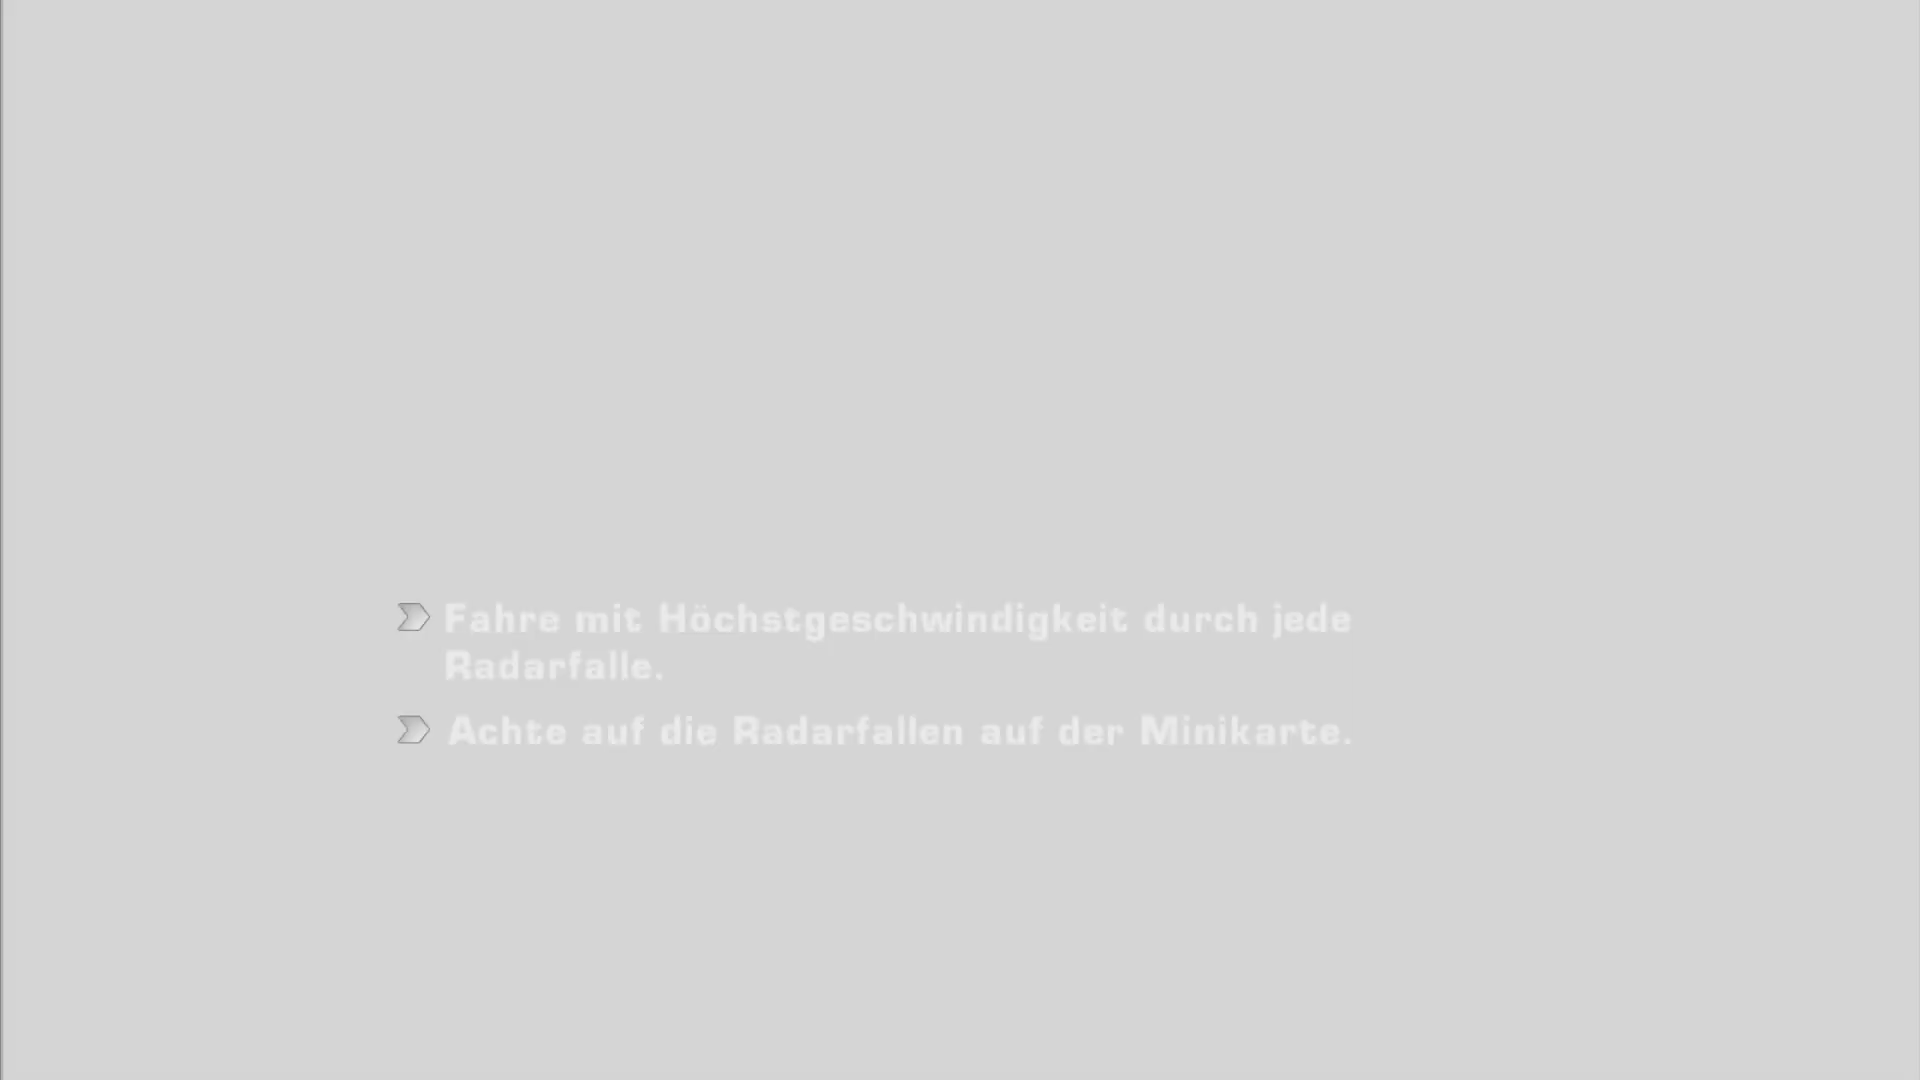 Fahre mit Höchstgeschwindigkeit durch jede
Radarfalle.
Achte auf die Radarfallen auf der Minikarte.